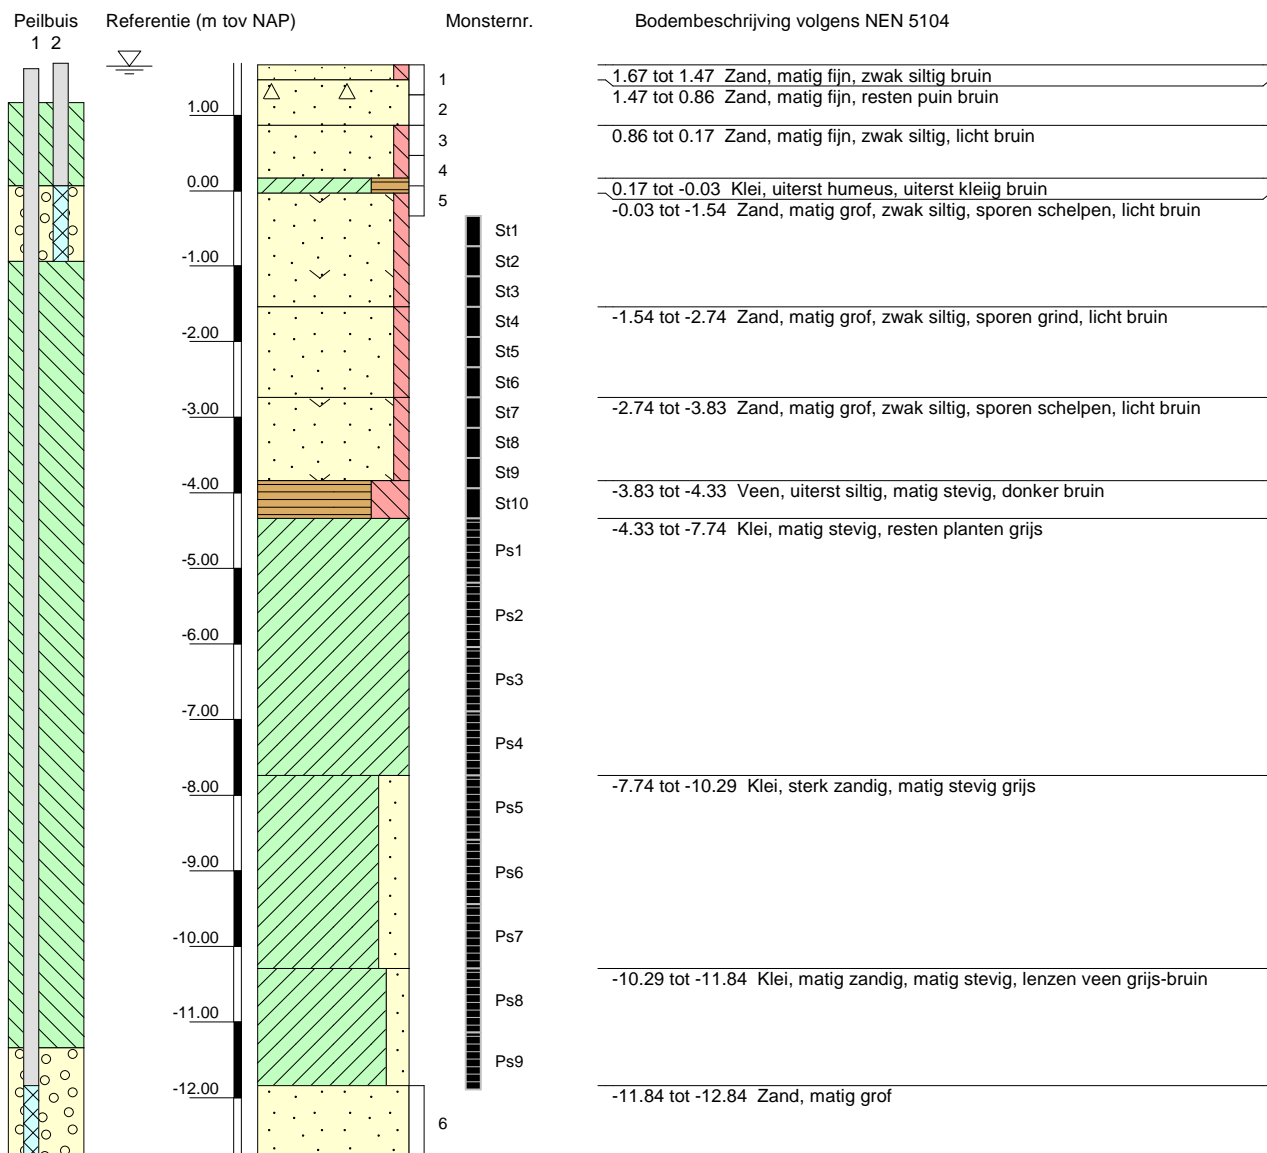 Peilbuis Referentie (m tov NAP) Monsternr. Bodembeschrijving volgens NEN 5104
1 2
1.67 tot 1.47 Zand, matig fijn, zwak siltig bruin
1
1.47 tot 0.86 Zand, matig fijn, resten puin bruin
1.00
2
0.86 tot 0.17 Zand, matig fijn, zwak siltig, licht bruin
3
4
0.00
0.17 tot -0.03 Klei, uiterst humeus, uiterst kleiig bruin
5
-0.03 tot -1.54 Zand, matig grof, zwak siltig, sporen schelpen, licht bruin
St1
-1.00
St2
St3
-1.54 tot -2.74 Zand, matig grof, zwak siltig, sporen grind, licht bruin
St4
-2.00
St5
St6
-3.00
St7
-2.74 tot -3.83 Zand, matig grof, zwak siltig, sporen schelpen, licht bruin
St8
St9
-4.00
-3.83 tot -4.33 Veen, uiterst siltig, matig stevig, donker bruin
St10
-4.33 tot -7.74 Klei, matig stevig, resten planten grijs
Ps1
-5.00
Ps2
-6.00
Ps3
-7.00
Ps4
-8.00
-7.74 tot -10.29 Klei, sterk zandig, matig stevig grijs
Ps5
-9.00
Ps6
-10.00
Ps7
-10.29 tot -11.84 Klei, matig zandig, matig stevig, lenzen veen grijs-bruin
Ps8
-11.00
Ps9
-12.00
-11.84 tot -12.84 Zand, matig grof
6